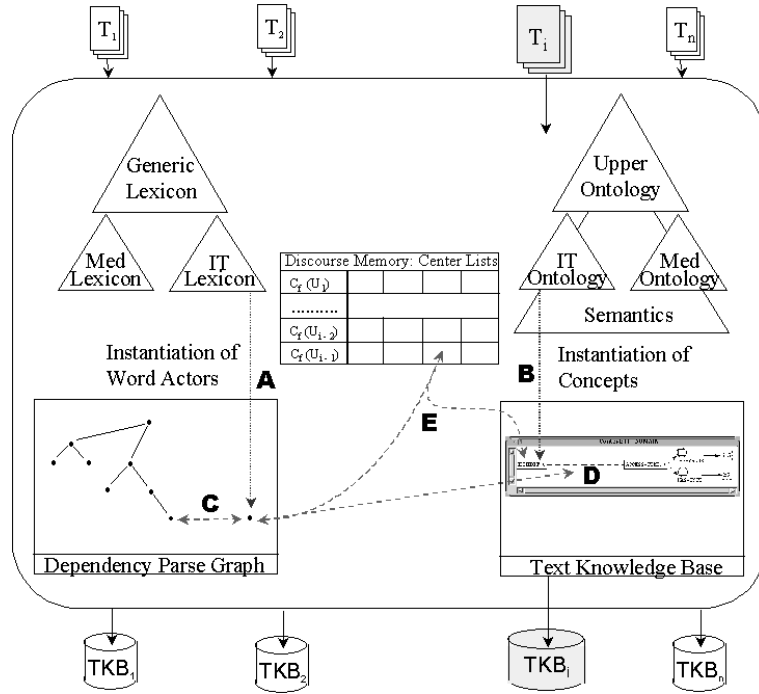 T1
T2
Ti
Tn
Generic
Lexicon
Upper
Ontology
Med
Lexicon
IT
Lexicon
IT
Ontology
Med
Ontology
Semantics
Discourse Memory: Center Lists
Cf (U1)
..........
Cf (Ui-2)
Cf (Ui-1)
Instantiation of
Word Actors
A
B
Instantiation of
Concepts
E
C
D
Dependency Parse Graph
Text Knowledge Base
TKB1
TKB2
TKBi
TKBn